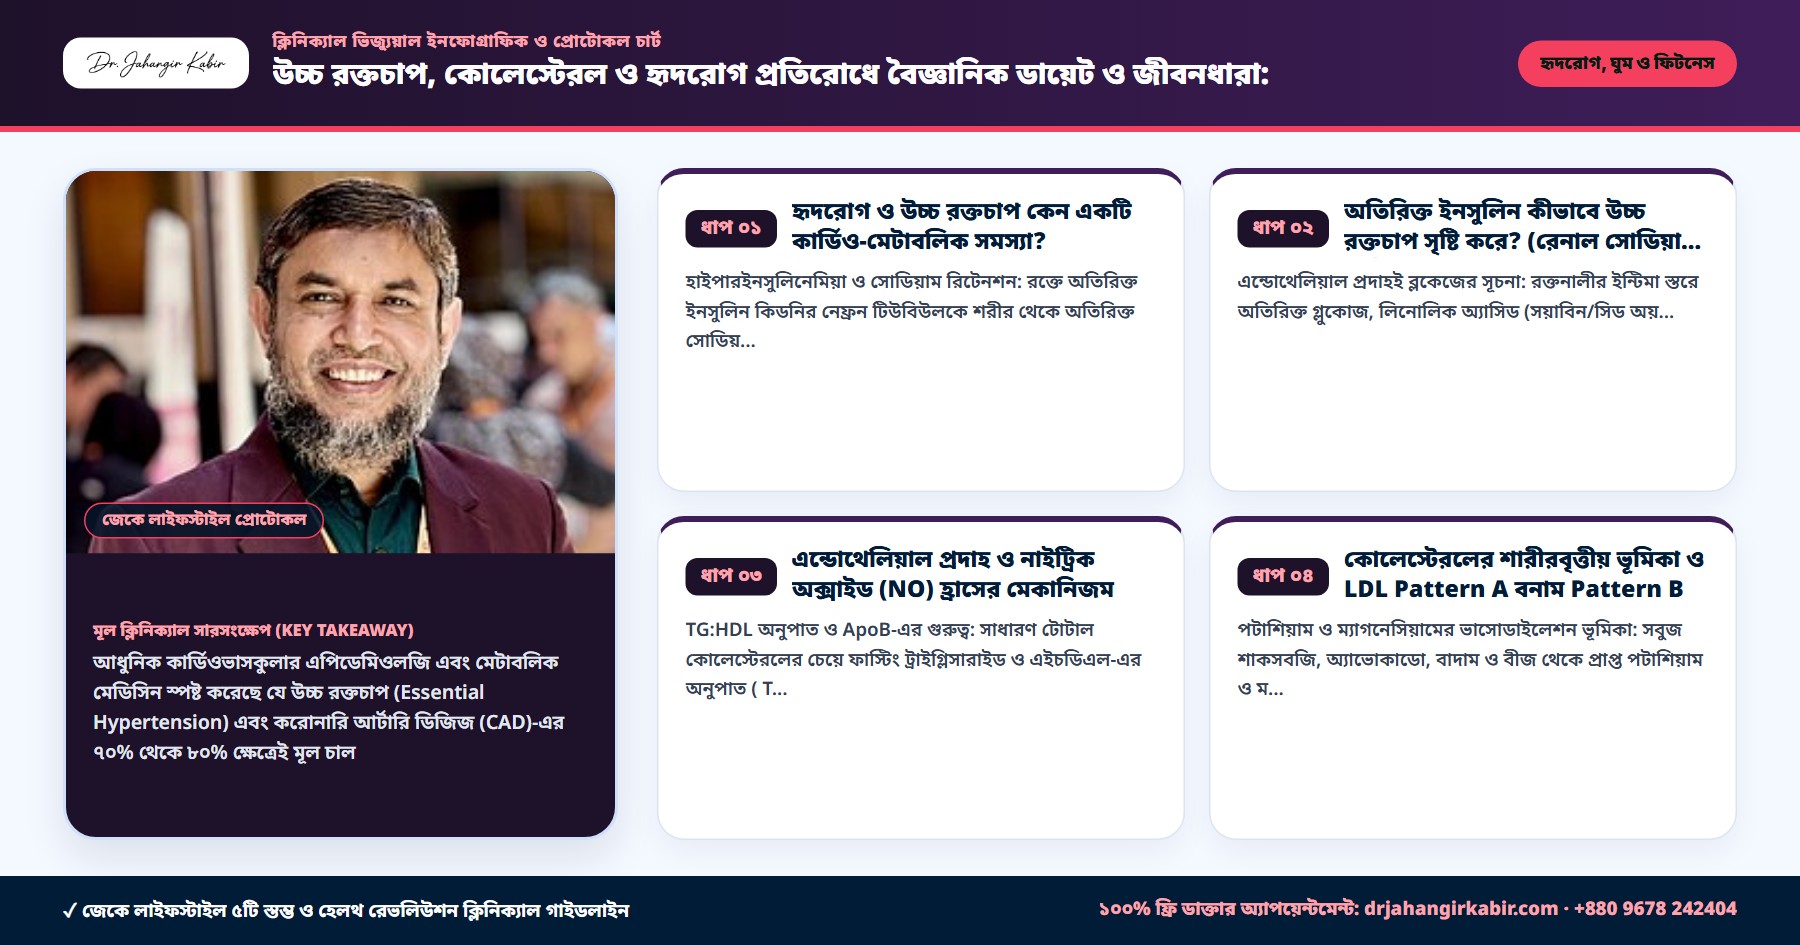 Dr. Jahangir Kabir
ক্লিনিক্যাল ভিজ্যুয়াল ইনফোগ্রাফিক ও প্রোটোকল চার্ট
উচ্চ রক্তচাপ, কোলেস্টেরল ও হৃদরোগ প্রতিরোধে বৈজ্ঞানিক ডায়েট ও জীবনধারা:
হৃদরোগ, ঘুম ও ফিটনেস
জেকে লাইফস্টাইল প্রোটোকল
মূল ক্লিনিক্যাল সারসংক্ষেপ (KEY TAKEAWAY)
আধুনিক কার্ডিওভাসকুলার এপিডেমিওলজি এবং মেটাবলিক
মেডিসিন স্পষ্ট করেছে যে উচ্চ রক্তচাপ (Essential
Hypertension) এবং করোনারি আর্টারি ডিজিজ (CAD)-এর
৭০% থেকে ৮০% ক্ষেত্রেই মূল চাল
ধাপ ০১
হৃদরোগ ও উচ্চ রক্তচাপ কেন একটি
কার্ডিও-মেটাবলিক সমস্যা?
হাইপারইনসুলিনেমিয়া ও সোডিয়াম রিটেনশন: রক্তে অতিরিক্ত
ইনসুলিন কিডনির নেফ্রন টিউবিউলকে শরীর থেকে অতিরিক্ত
সোডিয়...
ধাপ ০২
অতিরিক্ত ইনসুলিন কীভাবে উচ্চ
রক্তচাপ সৃষ্টি করে? (রেনাল সোডিয়া...
এন্ডোথেলিয়াল প্রদাহই ব্লকেজের সূচনা: রক্তনালীর ইন্টিমা স্তরে
অতিরিক্ত গ্লুকোজ, লিনোলিক অ্যাসিড (সয়াবিন/সিড অয়...
ধাপ ০৩
এন্ডোথেলিয়াল প্রদাহ ও নাইট্রিক
অক্সাইড (NO) হ্রাসের মেকানিজম
TG:HDL অনুপাত ও ApoB-এর গুরুত্ব: সাধারণ টোটাল
কোলেস্টেরলের চেয়ে ফাস্টিং ট্রাইগ্লিসারাইড ও এইচডিএল-এর
অনুপাত ( T...
ধাপ ০৪
কোলেস্টেরলের শারীরবৃত্তীয় ভূমিকা ও
LDL Pattern A বনাম Pattern B
পটাশিয়াম ও ম্যাগনেসিয়ামের ভাসোডাইলেশন ভূমিকা: সবুজ
শাকসবজি, অ্যাভোকাডো, বাদাম ও বীজ থেকে প্রাপ্ত পটাশিয়াম
ও ম...
✓ জেকে লাইফস্টাইল ৫টি স্তম্ভ ও হেলথ রেভলিউশন ক্লিনিক্যাল গাইডলাইন
১০০% ফ্রি ডাক্তার অ্যাপয়েন্টমেন্ট: drjahangirkabir.com · +880 9678 242404